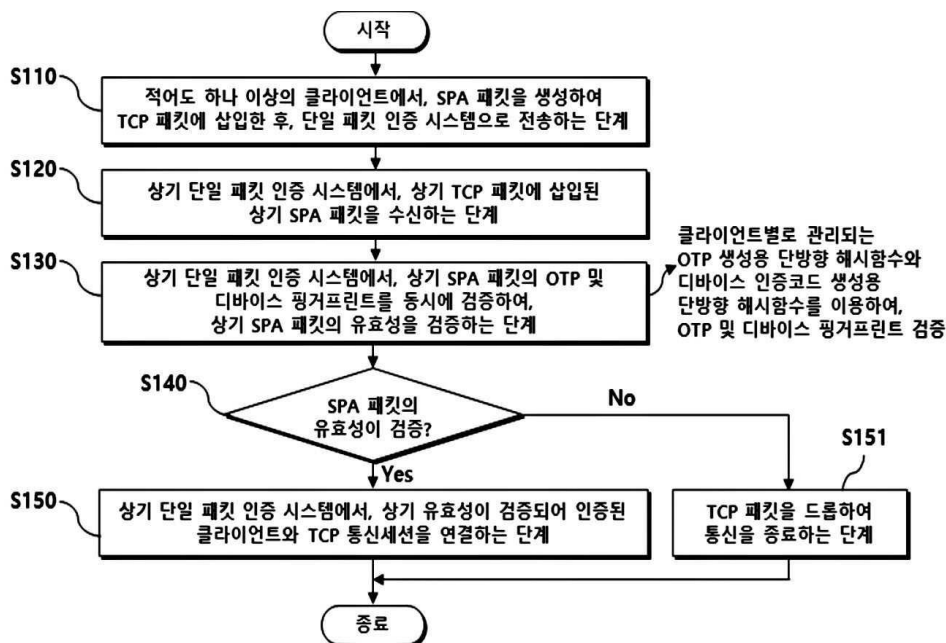 시작
S110
적어도 하나 이상의 클라이언트에서, SPA 패킷을 생성하여
TCP 패킷에 삽입한 후, 단일 패킷 인증 시스템으로 전송하는 단계
S120
상기 단일 패킷 인증 시스템에서, 상기 TCP 패킷에 삽입된
상기 SPA 패킷을 수신하는 단계
S130
상기 단일 패킷 인증 시스템에서, 상기 SPA 패킷의 OTP 및
디바이스 핑거프린트를 동시에 검증하여,
상기 SPA 패킷의 유효성을 검증하는 단계
클라이언트별로 관리되는
OTP 생성용 단방향 해시함수와
디바이스 인증코드 생성용
단방향 해시함수를 이용하여,
OTP 및 디바이스 핑거프린트 검증
S140
SPA 패킷의
유효성이 검증?
No
Yes
S150
상기 단일 패킷 인증 시스템에서, 상기 유효성이 검증되어 인증된
클라이언트와 TCP 통신세션을 연결하는 단계
S151
TCP 패킷을 드롭하여
통신을 종료하는 단계
종료